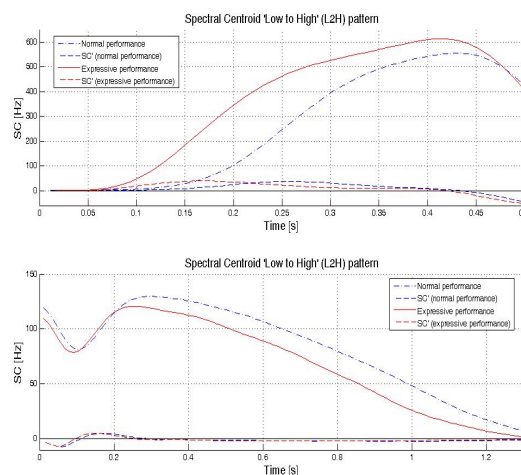 Spectral Centroid 'Low to High' (L2H) pattern
Normal performance
SC' (normal performance)
Expressive performance
SC' (expressive performance)
SC [Hz]
600
500
400
300
200
100
0
0 0.05 0.1 0.15 0.2 0.25 0.3 0.35 0.4 0.45
Time [s]
Spectral Centroid 'Low to High' (L2H) pattern
Normal performance
SC' (normal performance)
Expressive performance
SC' (expressive performance)
SC [Hz]
150
100
50
0
0 0.2 0.4 0.6 0.8 1 1.2
Time [s]